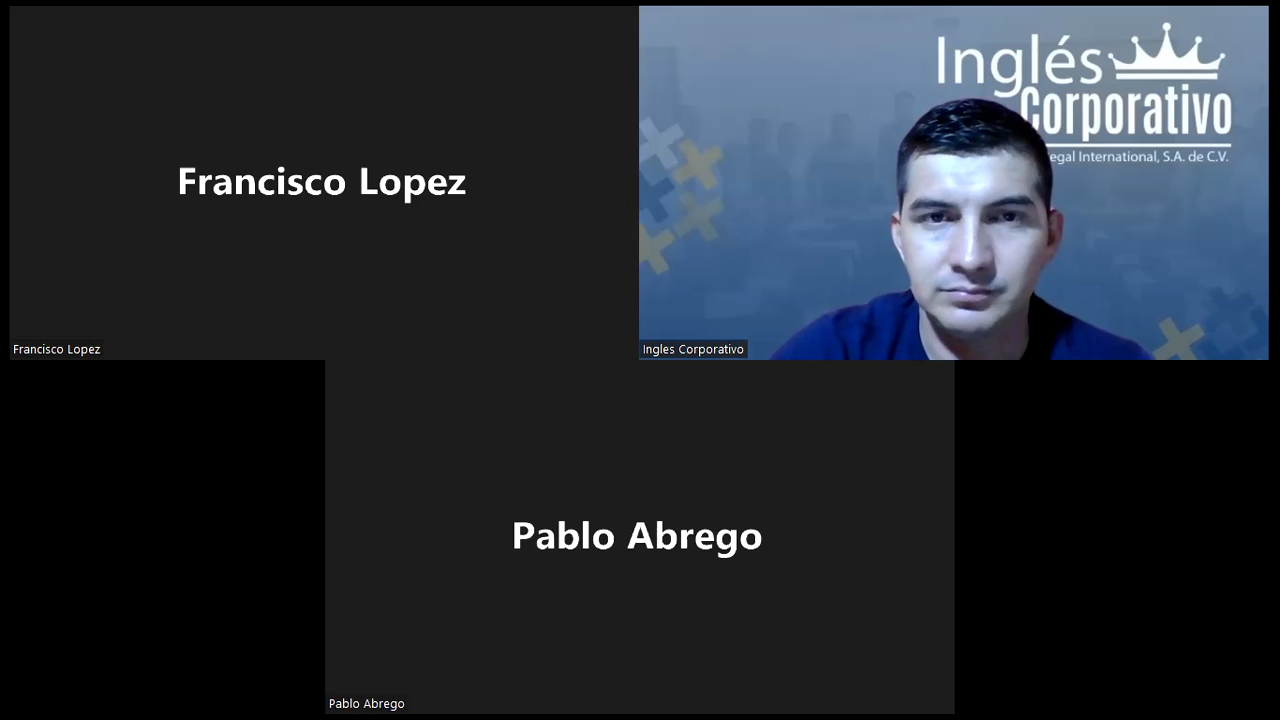 Francisco Lopez
Francisco Lopez
Inglés
Corporativo
egal International, S.A. de C.V.
Ingles Corporativo
Pablo Abrego
Pablo Abrego